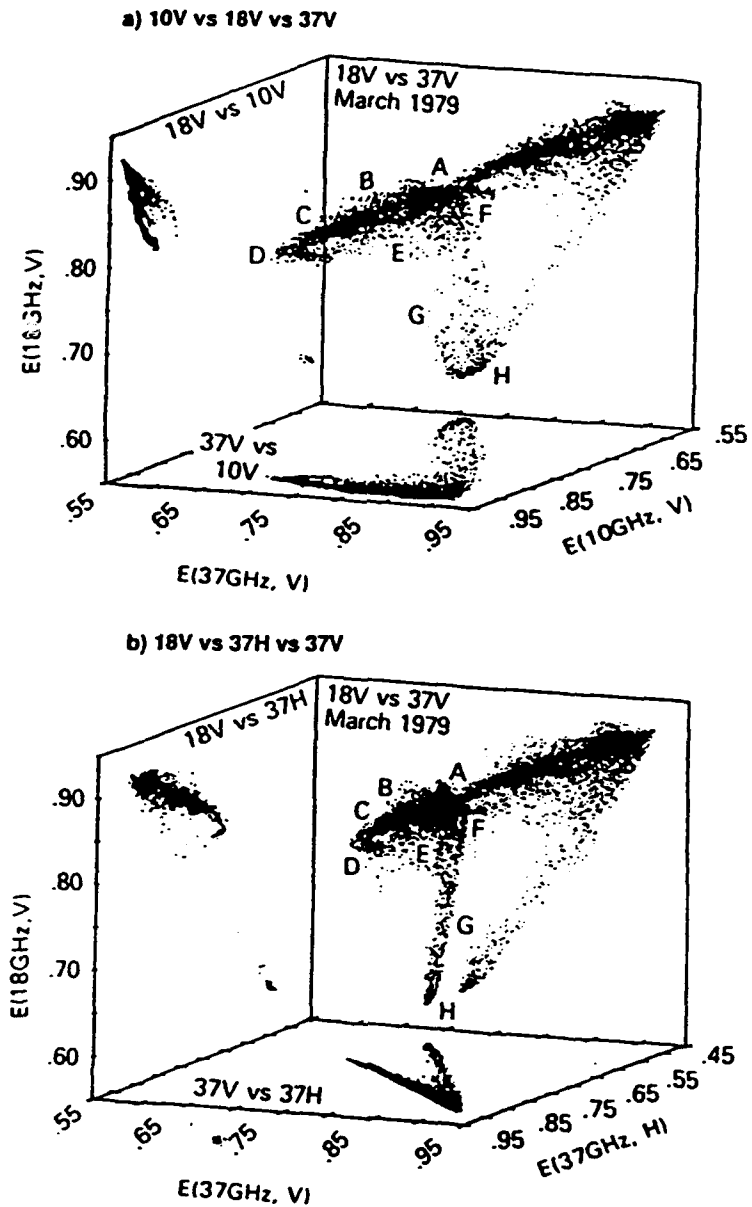 a) 10V vs 18V vs 37V
18V vs 10V
18V vs 37V
March 1979
A
B
C
D
E
F
G
H
E(18GHz,V)
.90
.80
.70
.60
37V vs
10V
.55
.65
.75
.85
.95
E(37GHz, V)
.95
.85
.75
.65
.55
E(10GHz, V)
b) 18V vs 37H vs 37V
18V vs 37H
18V vs 37V
March 1979
A
B
C
D
E
F
G
H
E(18GHz,V)
.90
.80
.70
.60
37V vs 37H
.55
.65
.75
.85
.95
E(37GHz, V)
.95
.85
.75
.65
.55
.45
E(37GHz, H)